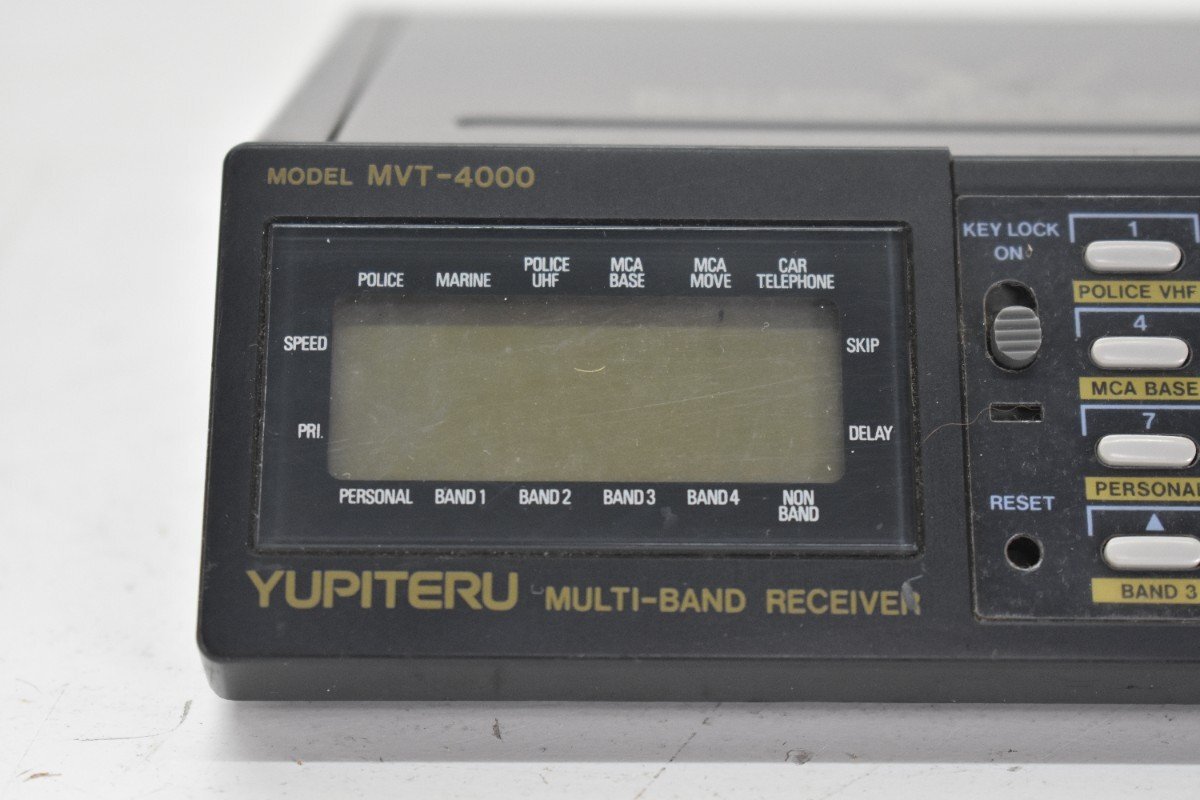 MODEL MVT-4000
POLICE MARINE POLICE UHF MCA BASE MCA MOVE CAR TELEPHONE
SPEED SKIP
PRI. DELAY
PERSONAL BAND 1 BAND 2 BAND 3 BAND 4 NON BAND
YUPITERU MULTI-BAND RECEIVER
KEY LOCK
ON
RESET
1
POLICE VHF
4
MCA BASE
7
PERSONAL
▲
BAND 3